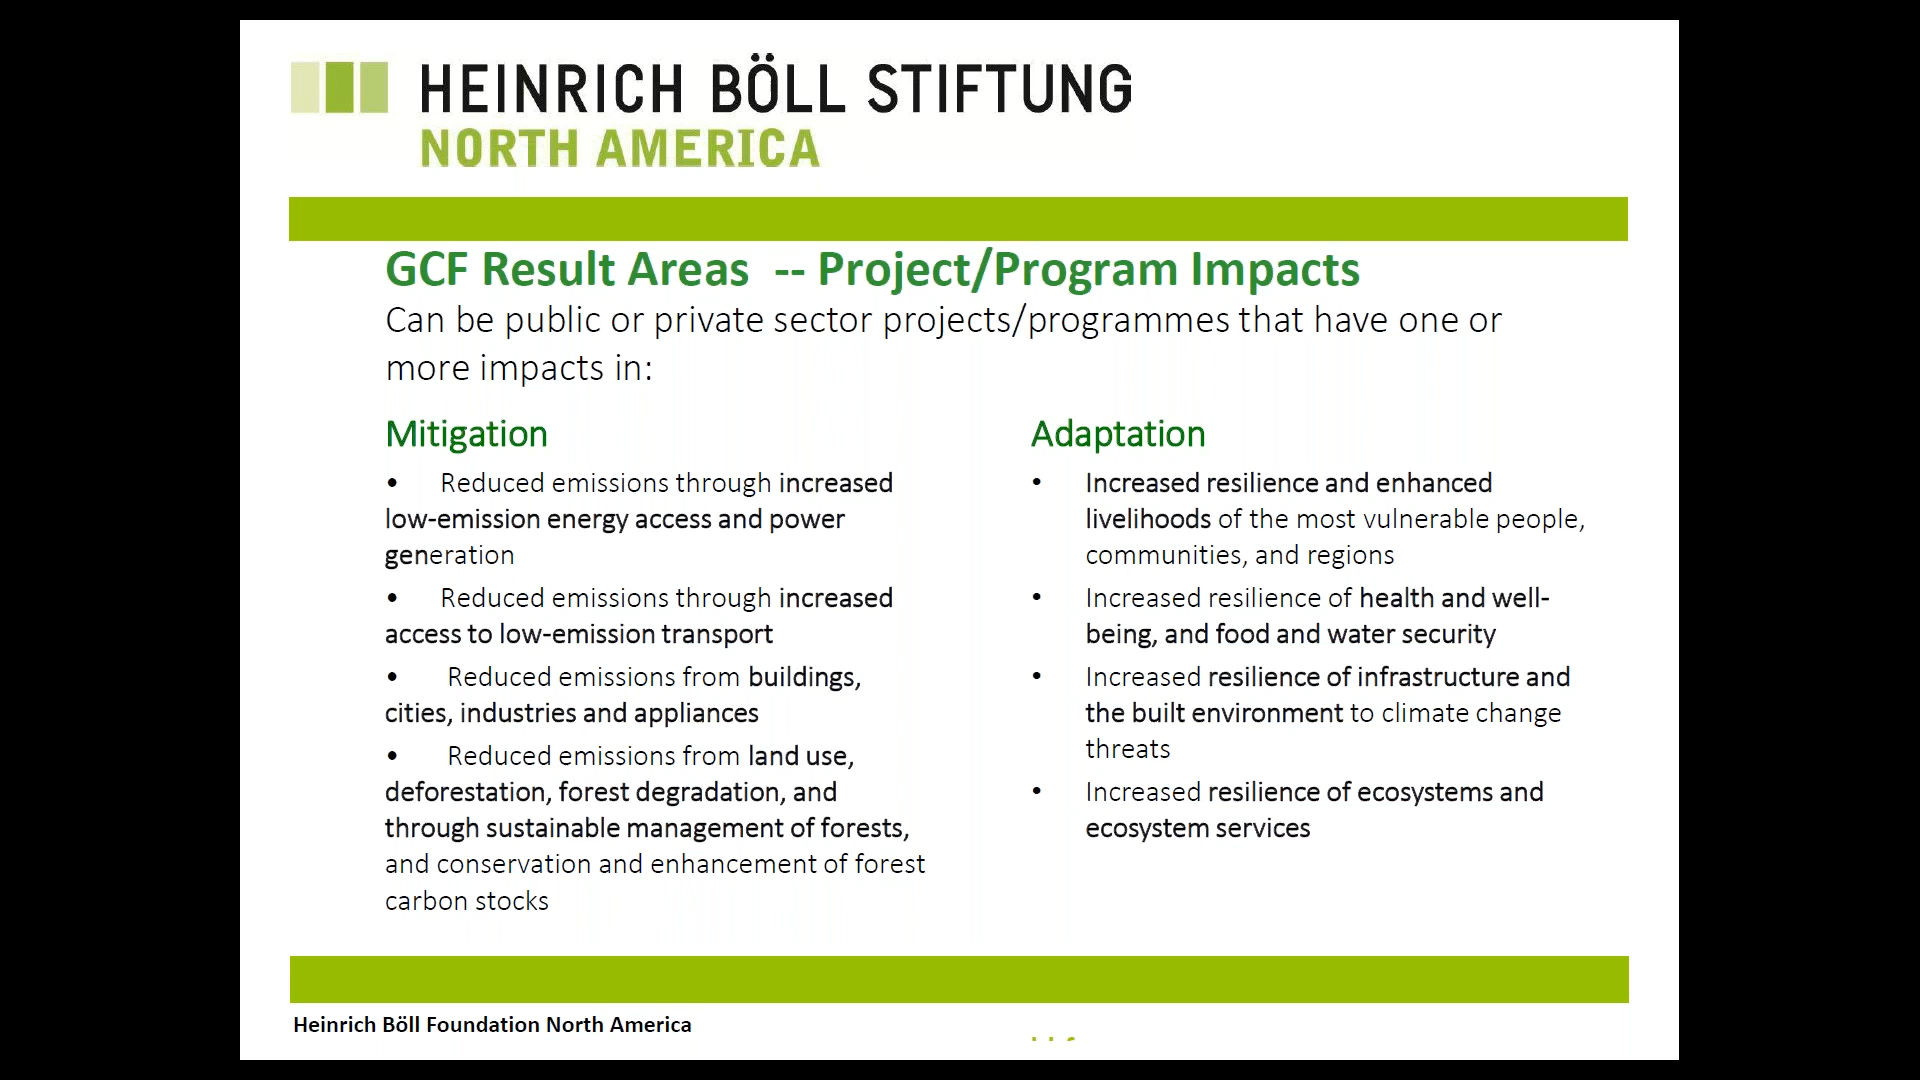 HEINRICH BÖLL STIFTUNG
NORTH AMERICA
GCF Result Areas -- Project/Program Impacts
Can be public or private sector projects/programmes that have one or
more impacts in:
Mitigation
• Reduced emissions through increased
low-emission energy access and power
generation
• Reduced emissions through increased
access to low-emission transport
• Reduced emissions from buildings,
cities, industries and appliances
• Reduced emissions from land use,
deforestation, forest degradation, and
through sustainable management of forests,
and conservation and enhancement of forest
carbon stocks
Adaptation
• Increased resilience and enhanced
livelihoods of the most vulnerable people,
communities, and regions
• Increased resilience of health and well-
being, and food and water security
• Increased resilience of infrastructure and
the built environment to climate change
threats
• Increased resilience of ecosystems and
ecosystem services
Heinrich Böll Foundation North America